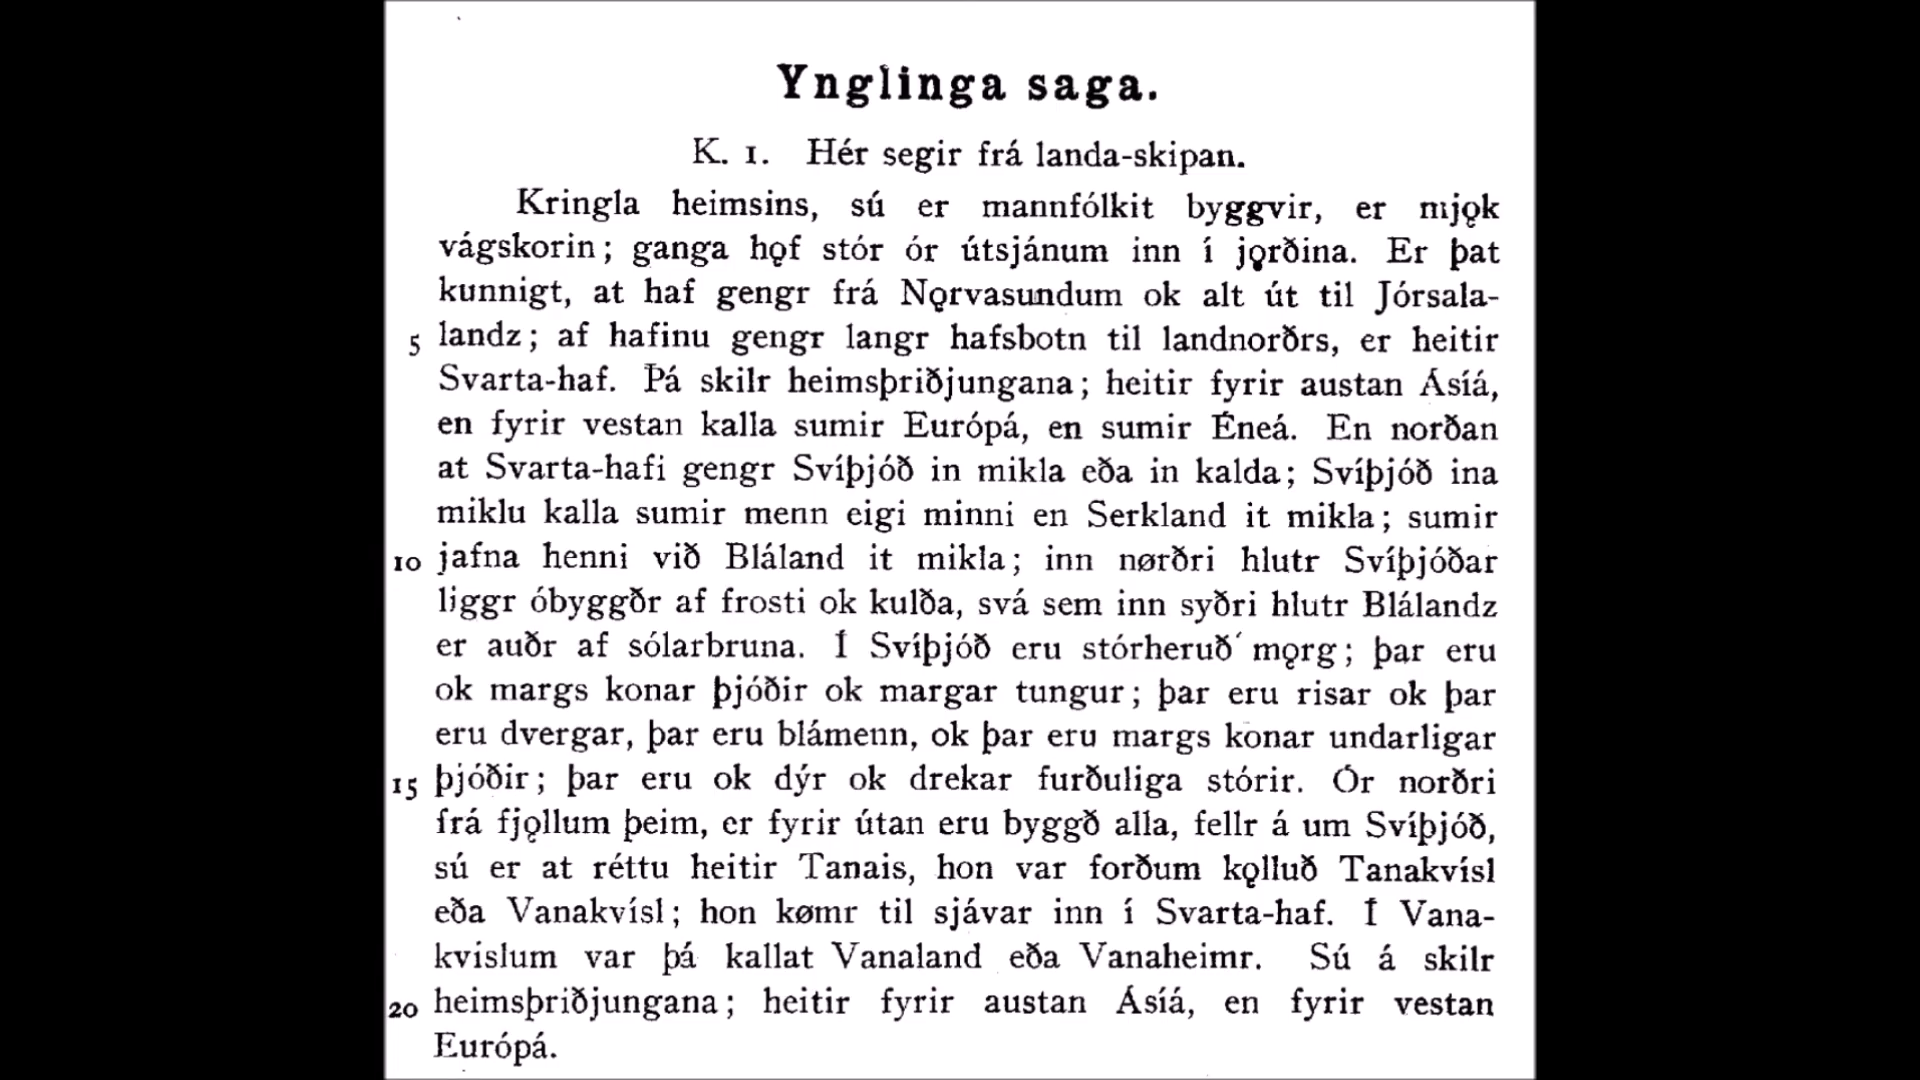 Ynglinga saga.
K. 1. Hér segir frá landa-skipan.
Kringla heimsins, sú er mannfólkit byggvir, er mjǫk
vágskorin; ganga hǫf stór ór útsjánum inn í jǫrðina. Er þat
kunnigt, at haf gengr frá Nǫrvasundum ok alt út til Jórsala-
5 landz; af hafinu gengr langr hafsbotn til landnorðrs, er heitir
Svarta-haf. Þá skilr heimsþriðjungana; heitir fyrir austan Ásíá,
en fyrir vestan kalla sumir Európá, en sumir Éneá. En norðan
at Svarta-hafi gengr Svíþjóð in mikla eða in kalda; Svíþjóð ina
miklu kalla sumir menn eigi minni en Serkland it mikla; sumir
10 jafna henni við Bláland it mikla; inn nørðri hlutr Svíþjóðar
liggr óbyggðr af frosti ok kulða, svá sem inn syðri hlutr Blálandz
er auðr af sólarbruna. Í Svíþjóð eru stórheruð mǫrg; þar eru
ok margs konar þjóðir ok margar tungur; þar eru risar ok þar
eru dvergar, þar eru blámenn, ok þar eru margs konar undarligar
15 þjóðir; þar eru ok dýr ok drekar furðuliga stórir. Ór norðri
frá fjǫllum þeim, er fyrir útan eru byggð alla, fellr á um Svíþjóð,
sú er at réttu heitir Tanais, hon var forðum kǫlluð Tanakvísl
eða Vanakvísl; hon kømr til sjávar inn í Svarta-haf. Í Vana-
kvíslum var þá kallat Vanaland eða Vanaheimr. Sú á skilr
20 heimsþriðjungana; heitir fyrir austan Ásíá, en fyrir vestan
Európá.